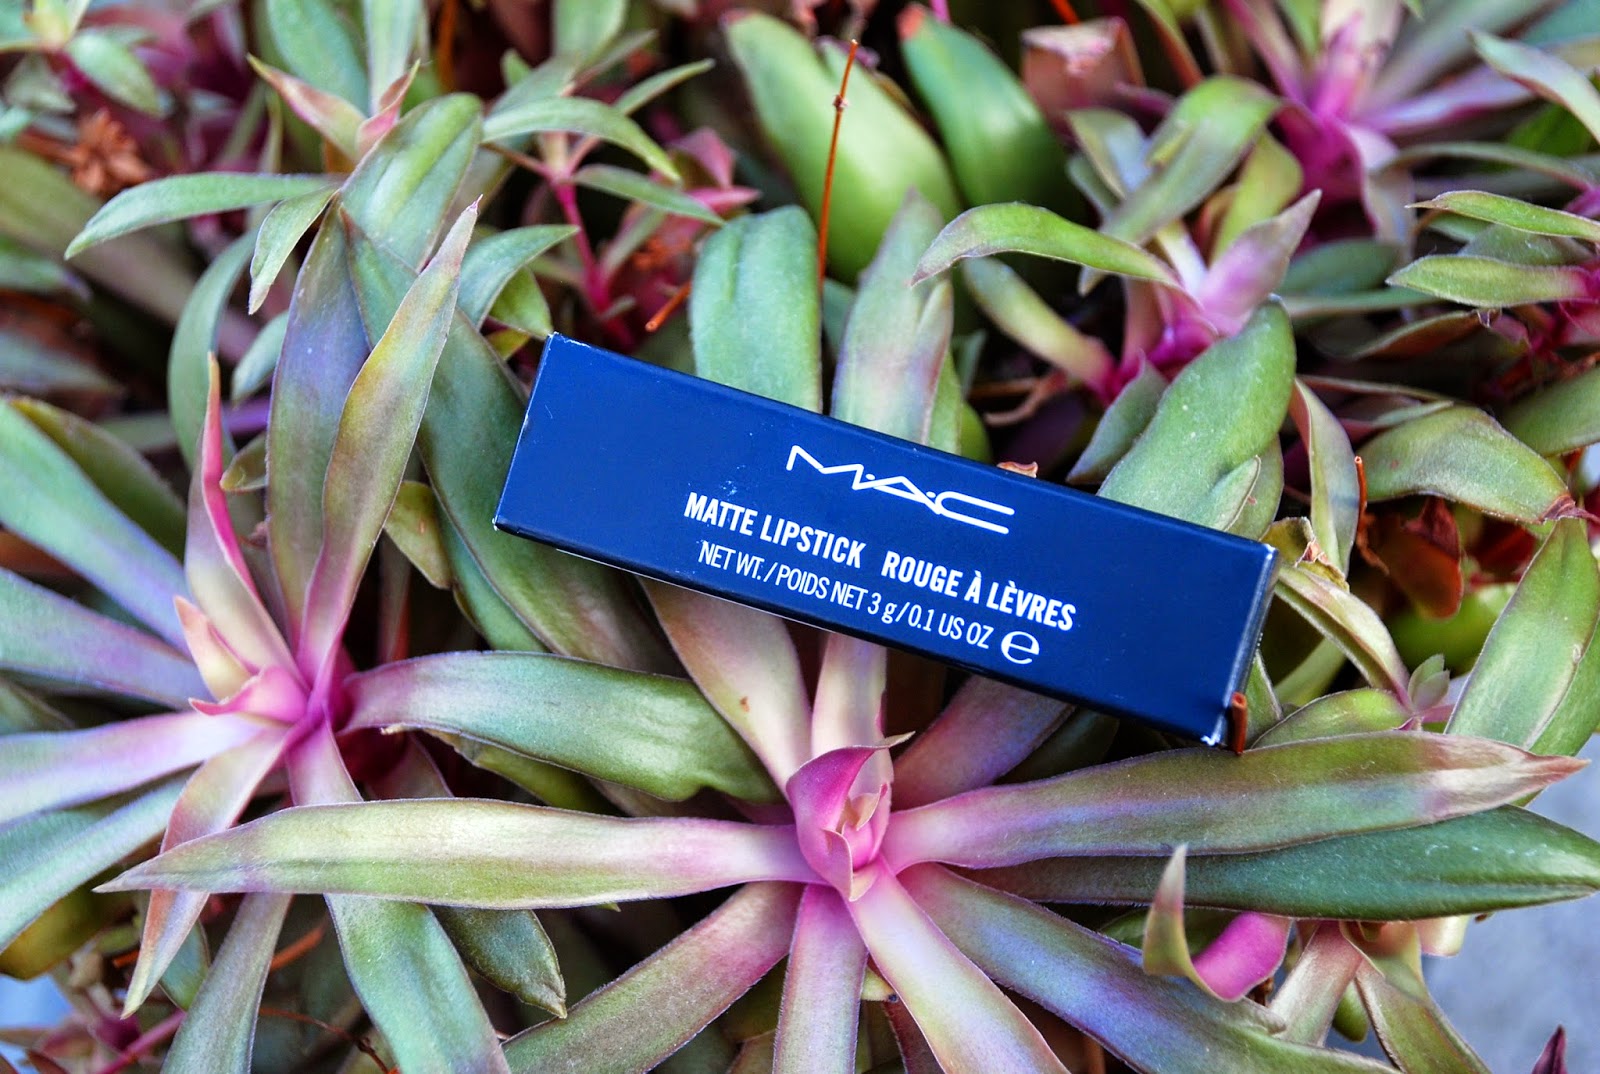 M·A·C
MATTE LIPSTICK ROUGE À LÈVRES
NET WT. / POIDS NET 3 g / 0.1 US OZ ℮